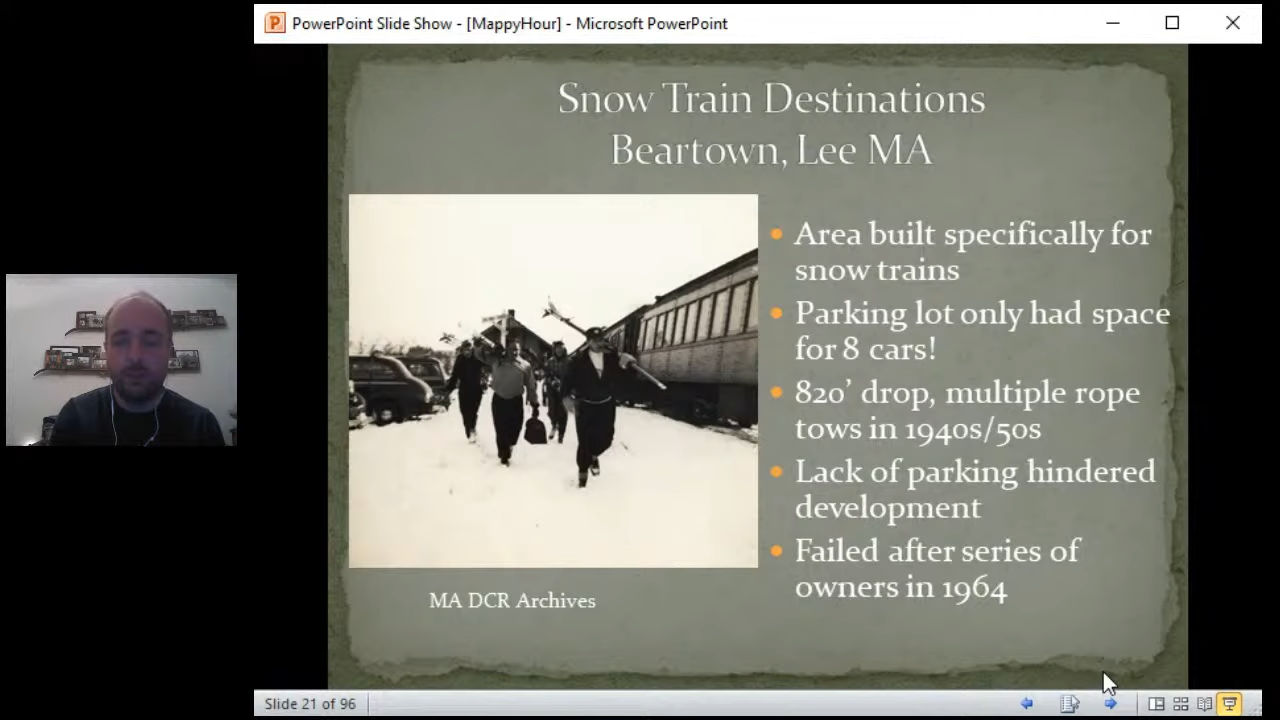 PowerPoint Slide Show - [MappyHour] - Microsoft PowerPoint
Snow Train Destinations
Beartown, Lee MA
Area built specifically for
snow trains
Parking lot only had space
for 8 cars!
820’ drop, multiple rope
tows in 1940s/50s
Lack of parking hindered
development
Failed after series of
owners in 1964
MA DCR Archives
Slide 21 of 96